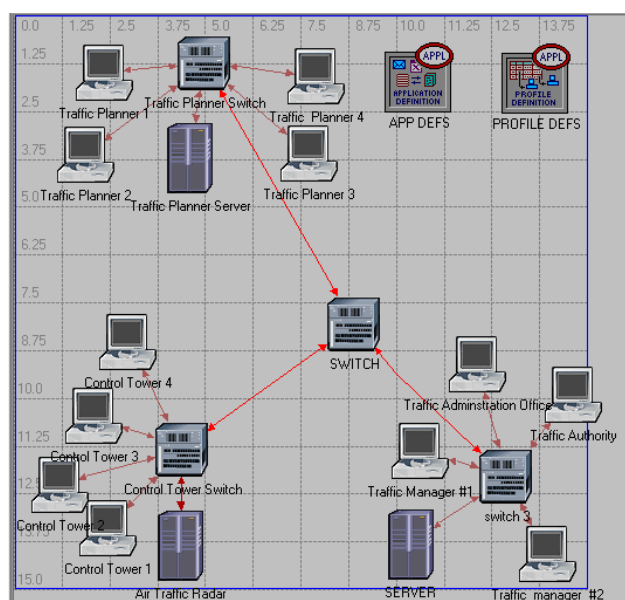 0.0 1.25 2.5 3.75 5.0 6.25 7.5 8.75 10.0 11.25 12.5 13.75
1.25
2.5
3.75
5.0
6.25
7.5
8.75
10.0
11.25
12.5
13.75
15.0
Traffic Planner 1
Traffic Planner Switch
Traffic Planner 4
APPL
APPLICATION
DEFINITION
APP DEFS
APPL
PROFILE
DEFINITION
PROFILE DEFS
Traffic Planner 2
Traffic Planner Server
Traffic Planner 3
SWITCH
Control Tower 4
Traffic Adminstration Office
Traffic Authority
Control Tower 3
Control Tower Switch
Traffic Manager #1
switch 3
Control Tower 2
Control Tower 1
Air Traffic Radar
SERVER
Traffic_manager_#2